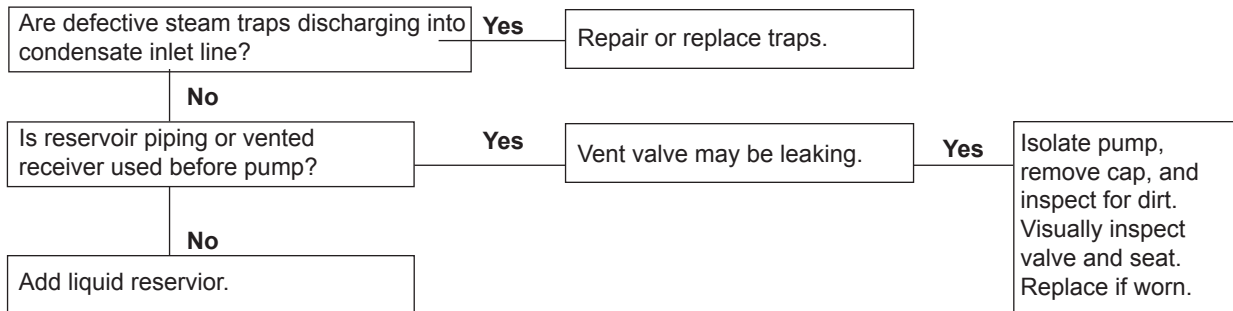 Are defective steam traps discharging into
condensate inlet line?
Yes
Repair or replace traps.
No
Is reservoir piping or vented
receiver used before pump?
Yes
Vent valve may be leaking.
Yes
Isolate pump,
remove cap, and
inspect for dirt.
Visually inspect
valve and seat.
Replace if worn.
No
Add liquid reservior.